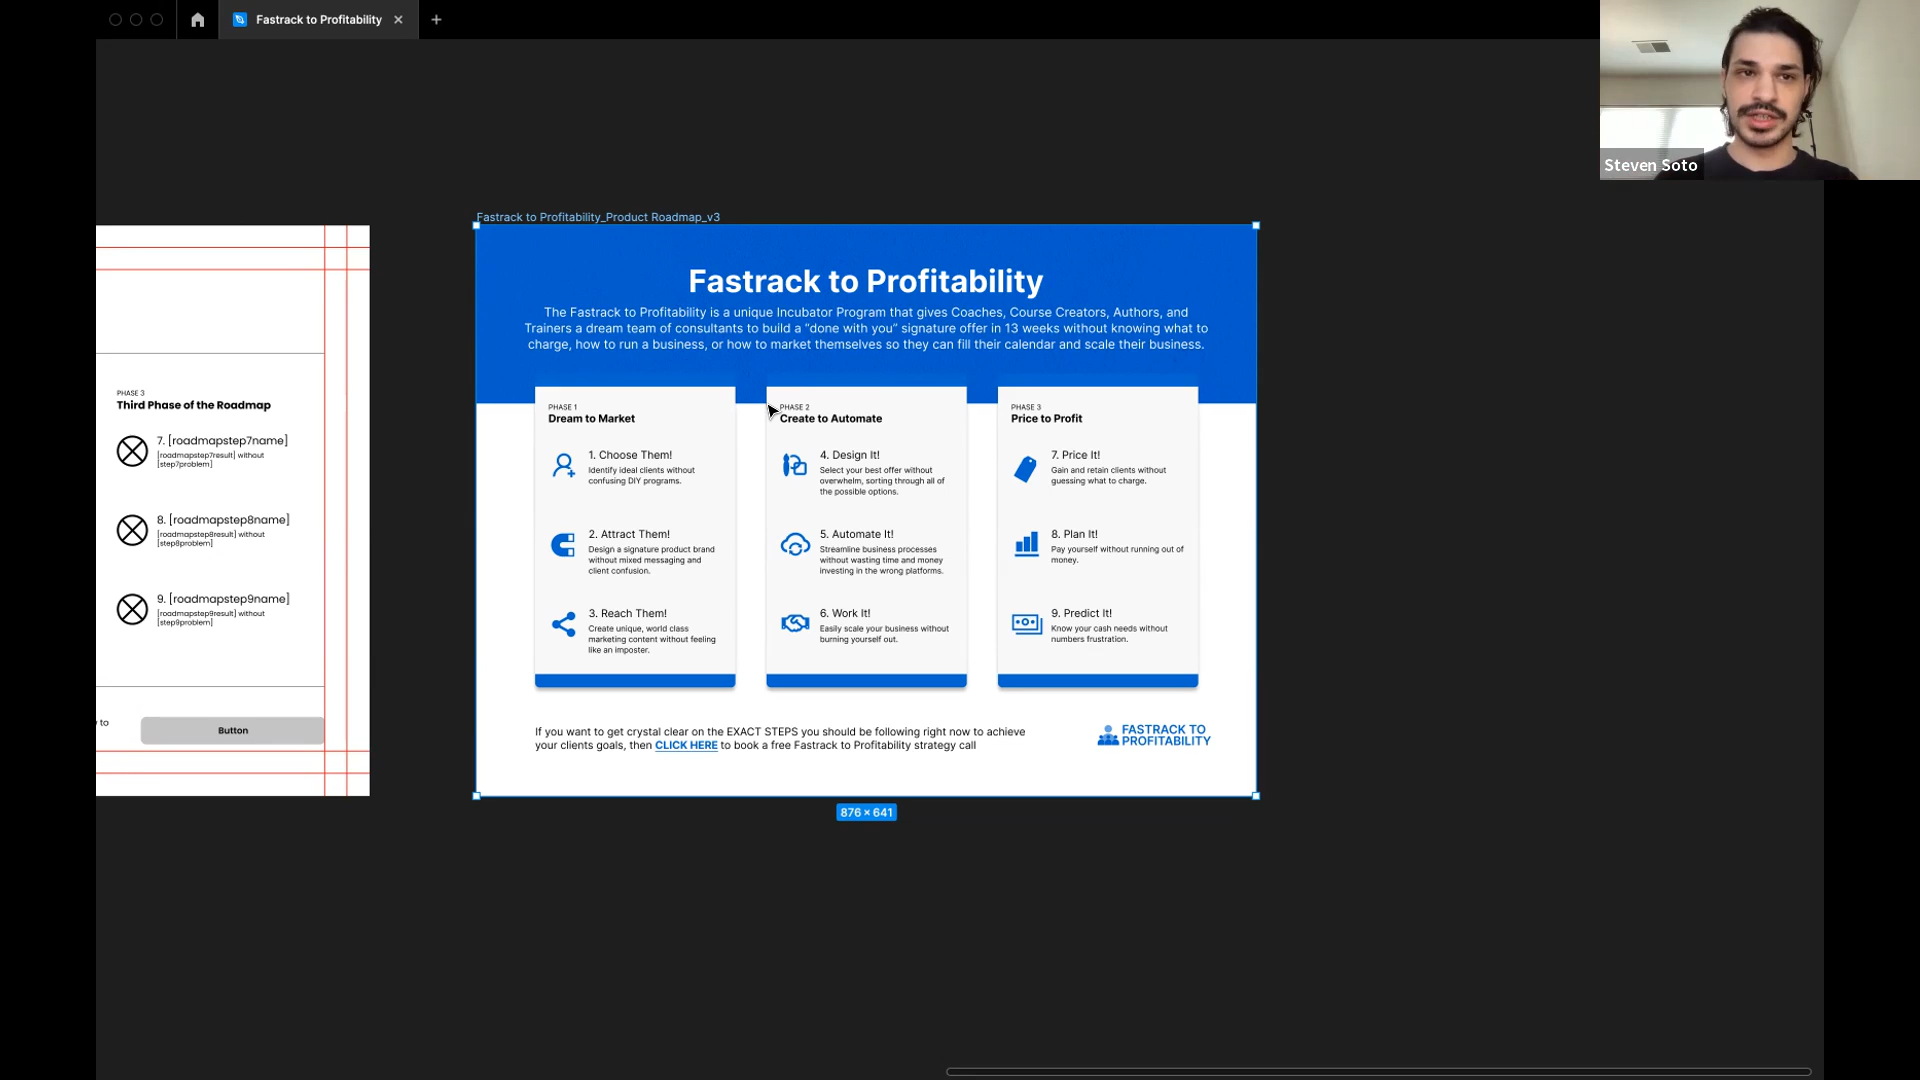 Fastrack to Profitability
Steven Soto
Fastrack to Profitability_Product Roadmap_v3
PHASE 3
Third Phase of the Roadmap
7. [roadmapstep7name]
[roadmapstep7result] without
[step7problem]
8. [roadmapstep8name]
[roadmapstep8result] without
[step8problem]
9. [roadmapstep9name]
[roadmapstep9result] without
[step9problem]
to
Button
Fastrack to Profitability
The Fastrack to Profitability is a unique Incubator Program that gives Coaches, Course Creators, Authors, and
Trainers a dream team of consultants to build a “done with you” signature offer in 13 weeks without knowing what to
charge, how to run a business, or how to market themselves so they can fill their calendar and scale their business.
PHASE 1
Dream to Market
1. Choose Them!
Identify ideal clients without
confusing DIY programs.
2. Attract Them!
Design a signature product brand
without mixed messaging and
client confusion.
3. Reach Them!
Create unique, world class
marketing content without feeling
like an imposter.
PHASE 2
Create to Automate
4. Design It!
Select your best offer without
overwhelm, sorting through all of
the possible options.
5. Automate It!
Streamline business processes
without wasting time and money
investing in the wrong platforms.
6. Work It!
Easily scale your business without
burning yourself out.
PHASE 3
Price to Profit
7. Price It!
Gain and retain clients without
guessing what to charge.
8. Plan It!
Pay yourself without running out of
money.
9. Predict It!
Know your cash needs without
numbers frustration.
If you want to get crystal clear on the EXACT STEPS you should be following right now to achieve
your clients goals, then CLICK HERE to book a free Fastrack to Profitability strategy call
FASTRACK TO
PROFITABILITY
876 × 641